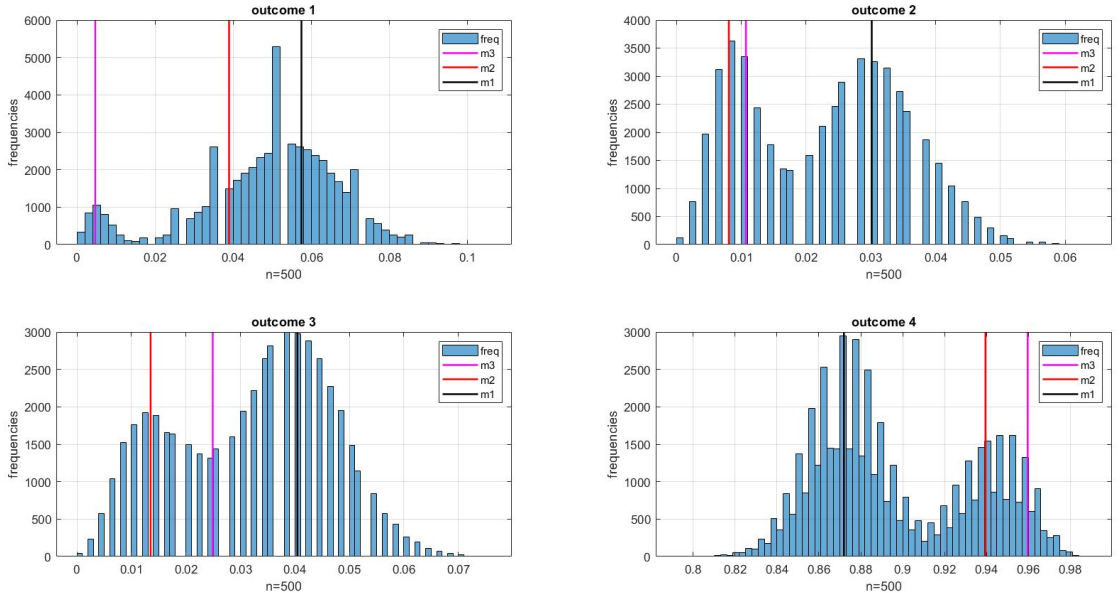 outcome 1
6000
5000
4000
3000
2000
1000
0
frequencies
0 0.02 0.04 0.06 0.08 0.1
n=500
freq
m3
m2
m1
outcome 2
4000
3500
3000
2500
2000
1500
1000
500
0
frequencies
0 0.01 0.02 0.03 0.04 0.05 0.06
n=500
freq
m3
m2
m1
outcome 3
3000
2500
2000
1500
1000
500
0
frequencies
0 0.01 0.02 0.03 0.04 0.05 0.06 0.07
n=500
freq
m3
m2
m1
outcome 4
3000
2500
2000
1500
1000
500
0
frequencies
0.8 0.82 0.84 0.86 0.88 0.9 0.92 0.94 0.96 0.98
n=500
freq
m3
m2
m1